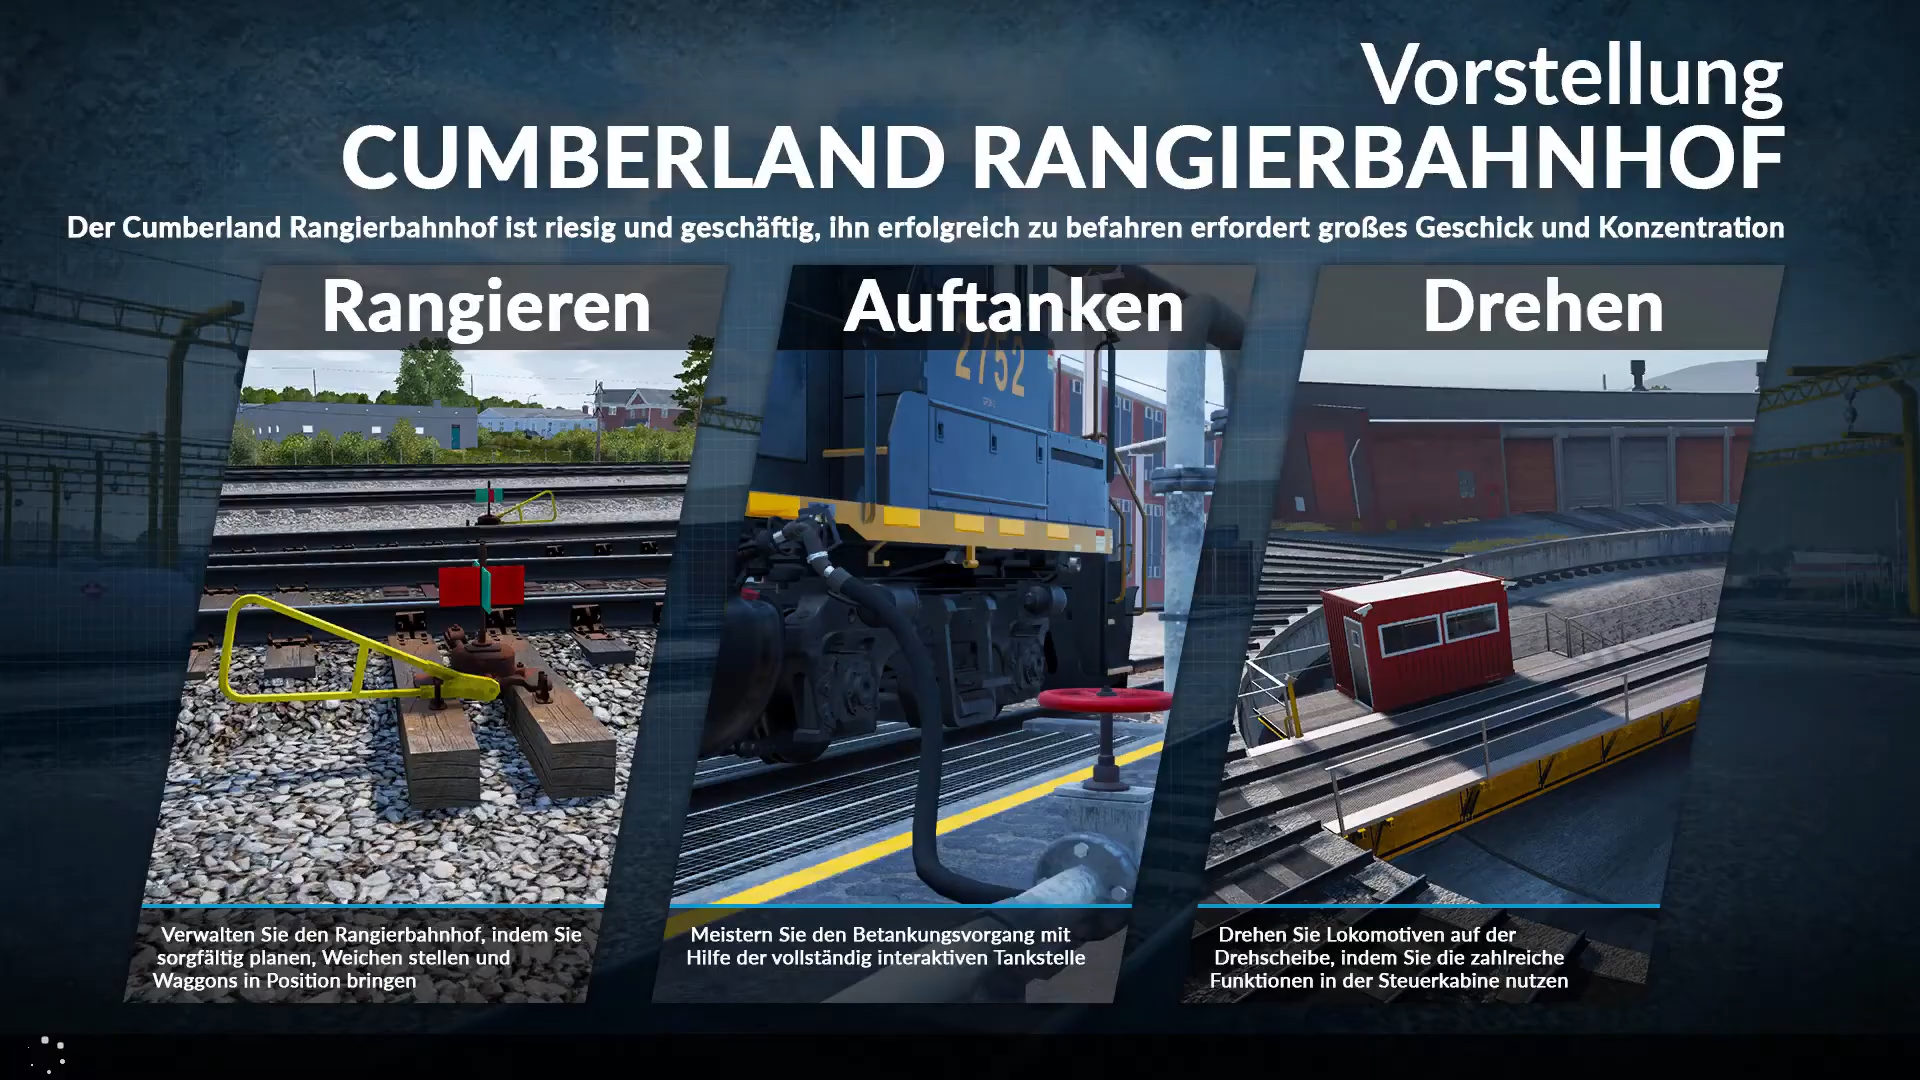 Vorstellung
CUMBERLAND RANGIERBAHNHOF
Der Cumberland Rangierbahnhof ist riesig und geschäftig, ihn erfolgreich zu befahren erfordert großes Geschick und Konzentration
Rangieren
Verwalten Sie den Rangierbahnhof, indem Sie
sorgfältig planen, Weichen stellen und
Waggons in Position bringen
Auftanken
2752
Meistern Sie den Betankungsvorgang mit
Hilfe der vollständig interaktiven Tankstelle
Drehen
Drehen Sie Lokomotiven auf der
Drehscheibe, indem Sie die zahlreiche
Funktionen in der Steuerkabine nutzen